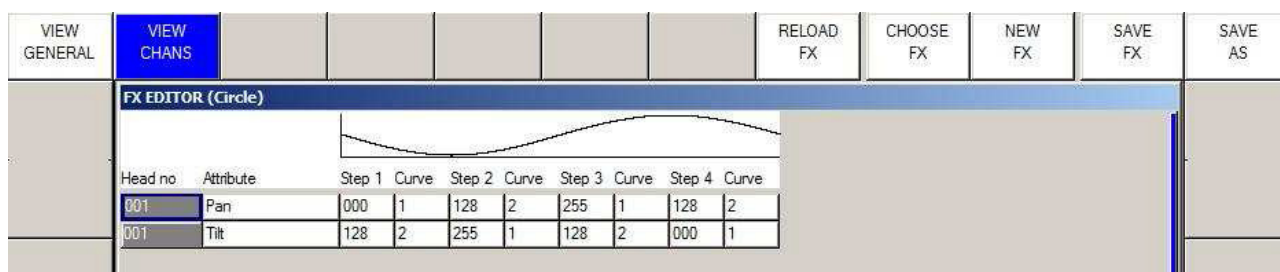 VIEW GENERAL
VIEW CHANS
RELOAD FX
CHOOSE FX
NEW FX
SAVE FX
SAVE AS
FX EDITOR (Circle)
Head no Attribute Step 1 Curve Step 2 Curve Step 3 Curve Step 4 Curve
001 Pan 000 1 128 2 255 1 128 2
001 Tilt 128 2 255 1 128 2 000 1